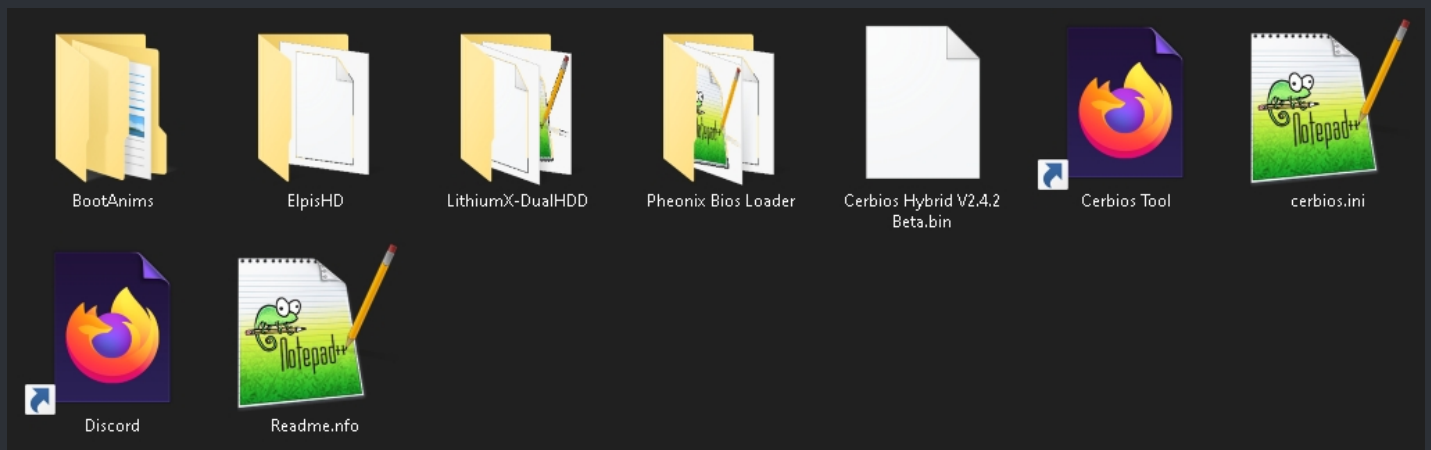 BootAnims
ElpisHD
LithiumX-DualHDD
Pheonix Bios Loader
Cerbios Hybrid V2.4.2
Beta.bin
Cerbios Tool
Notepad++
cerbios.ini
Discord
Notepad++
Readme.nfo